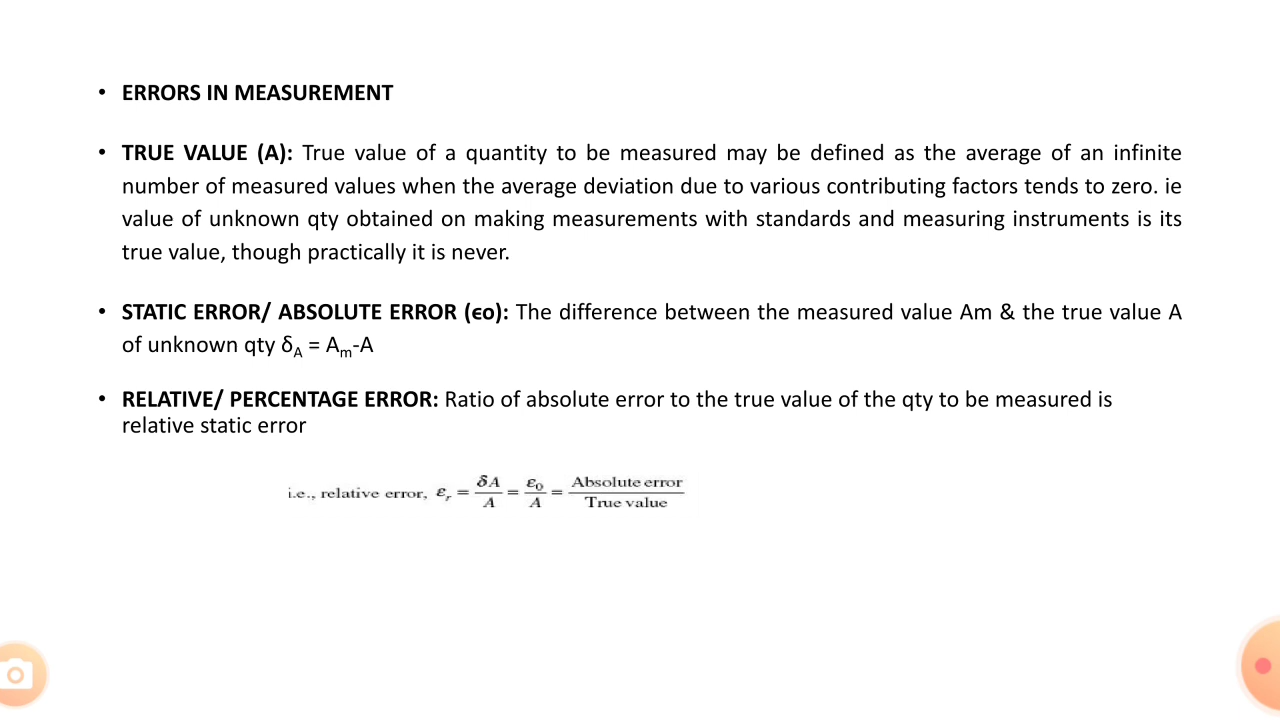 • ERRORS IN MEASUREMENT
• TRUE VALUE (A): True value of a quantity to be measured may be defined as the average of an infinite
number of measured values when the average deviation due to various contributing factors tends to zero. ie
value of unknown qty obtained on making measurements with standards and measuring instruments is its
true value, though practically it is never.
• STATIC ERROR/ ABSOLUTE ERROR (єo): The difference between the measured value Am & the true value A
of unknown qty δ_A = A_m-A
• RELATIVE/ PERCENTAGE ERROR: Ratio of absolute error to the true value of the qty to be measured is
relative static error
i.e., relative error, ε_r = δA/A = ε_0/A = Absolute error/True value